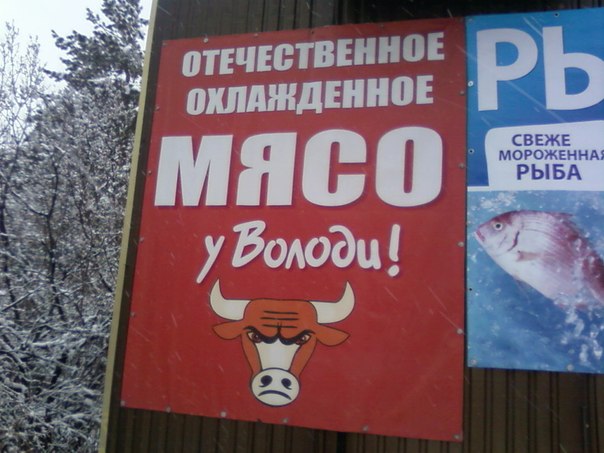 ОТЕЧЕСТВЕННОЕ
ОХЛАЖДЕННОЕ
МЯСО
у Володи!
РЫ
СВЕЖЕ
МОРОЖЕННАЯ
РЫБА